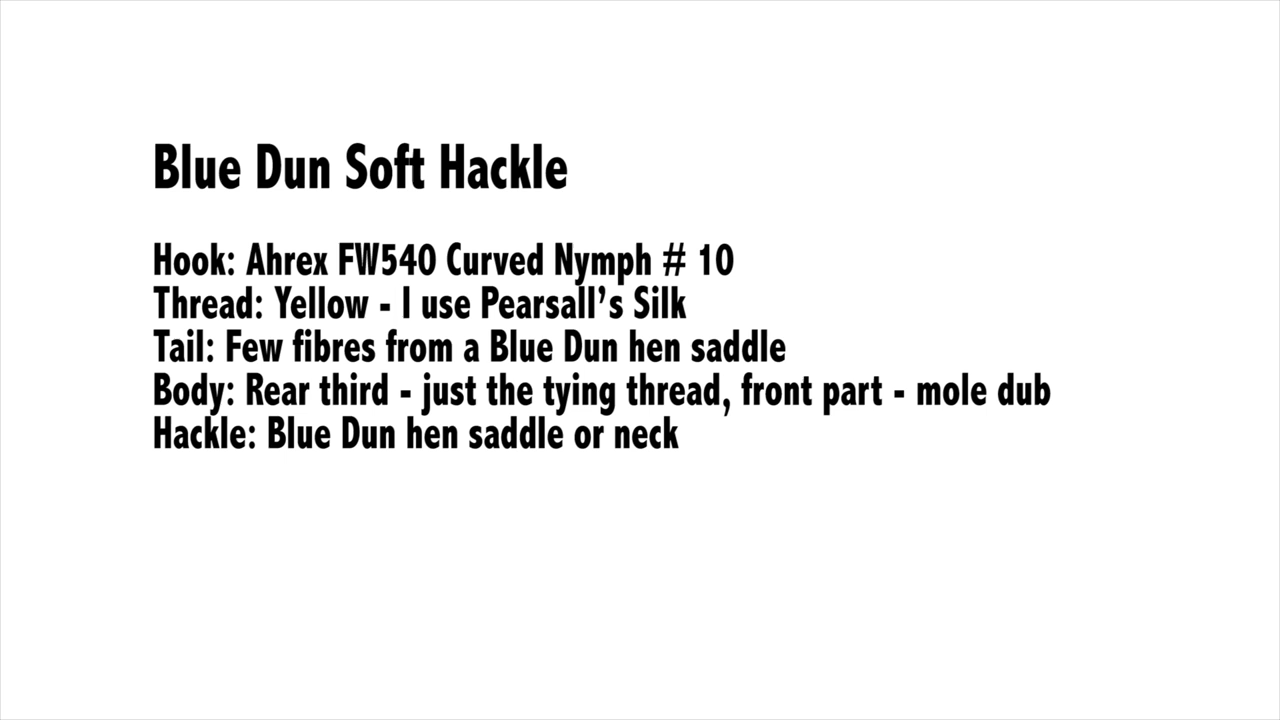 Blue Dun Soft Hackle
Hook: Ahrex FW540 Curved Nymph # 10
Thread: Yellow - I use Pearsall’s Silk
Tail: Few fibres from a Blue Dun hen saddle
Body: Rear third - just the tying thread, front part - mole dub
Hackle: Blue Dun hen saddle or neck